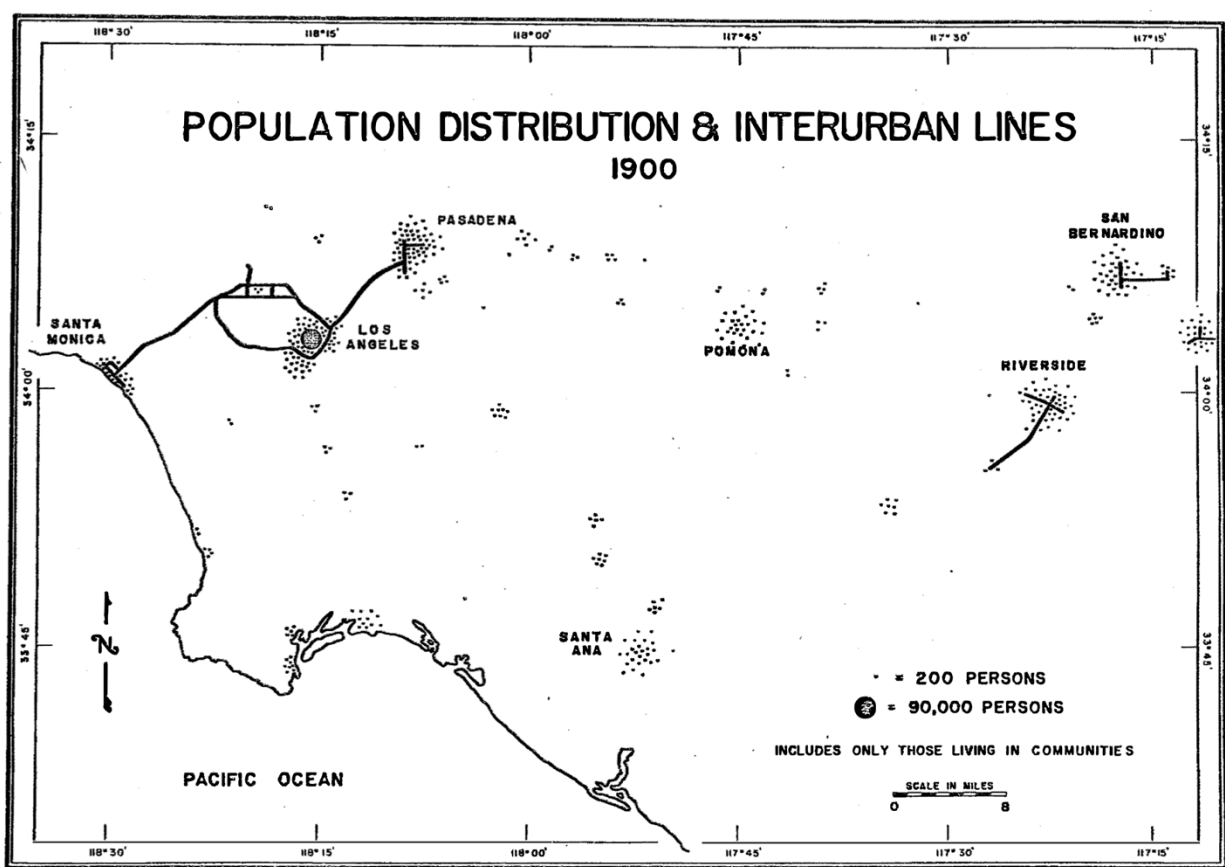 118°30' 118°15' 118°00' 117°45' 117°30' 117°15'
POPULATION DISTRIBUTION & INTERURBAN LINES
1900
34°15' 34°15'
PASADENA
SAN
BERNARDINO
SANTA
MONICA
LOS
ANGELES
POMONA
RIVERSIDE
34°00' 34°00'
N
SANTA
ANA
33°45' 33°45'
= 200 PERSONS
= 90,000 PERSONS
INCLUDES ONLY THOSE LIVING IN COMMUNITIES
PACIFIC OCEAN
SCALE IN MILES
0 8
118°30' 118°15' 118°00' 117°45' 117°30' 117°15'